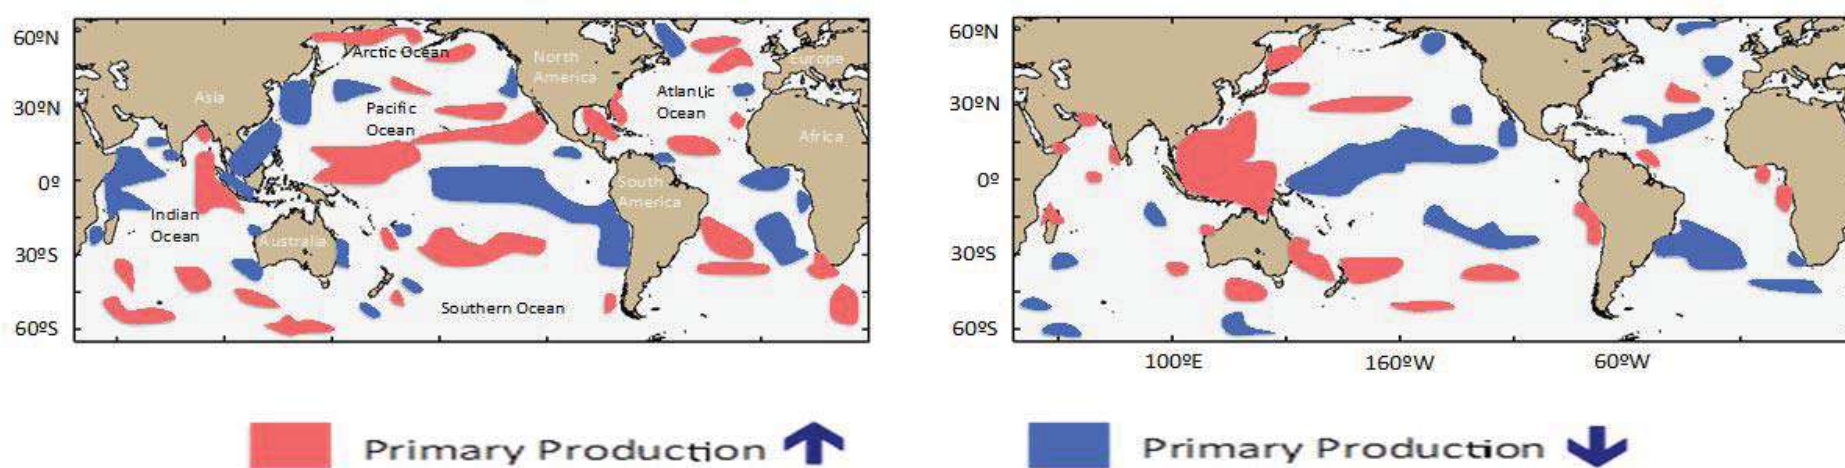 60ºN
30ºN
0º
30ºS
60ºS
Arctic Ocean
North
America
Europe
Asia
Pacific
Ocean
Atlantic
Ocean
Africa
South
America
Indian
Ocean
Australia
Southern Ocean
60ºN
30ºN
0º
30ºS
60ºS
100ºE
160ºW
60ºW
Primary Production
Primary Production